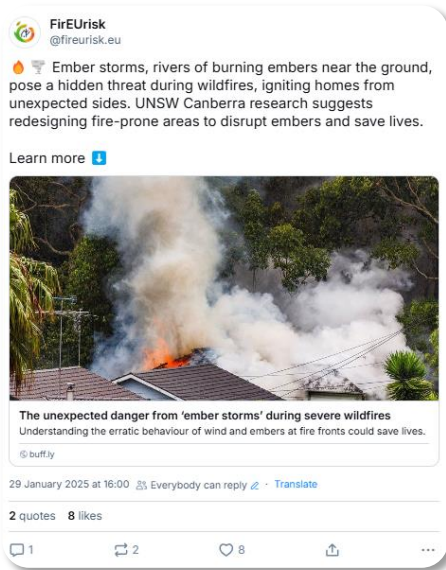 FirEUrisk
@fireurisk.eu
🔥 🌪️ Ember storms, rivers of burning embers near the ground,
pose a hidden threat during wildfires, igniting homes from
unexpected sides. UNSW Canberra research suggests
redesigning fire-prone areas to disrupt embers and save lives.
Learn more ⬇️
The unexpected danger from ‘ember storms’ during severe wildfires
Understanding the erratic behaviour of wind and embers at fire fronts could save lives.
buff.ly
29 January 2025 at 16:00 Everybody can reply · Translate
2 quotes 8 likes
1 2 8